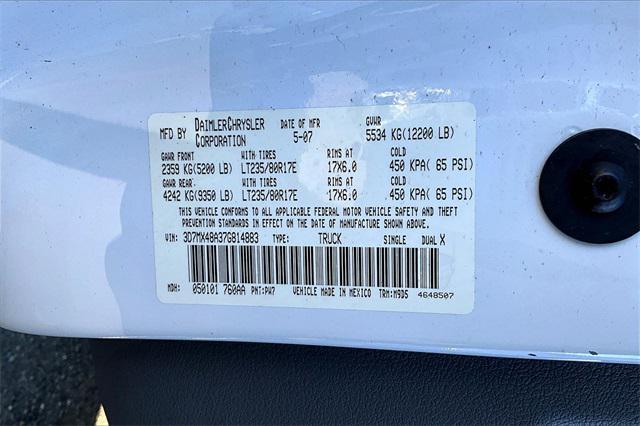 MFD BY DAIMLERCHRYSLER CORPORATION DATE OF MFR 5-07 GVWR 5534 KG(12200 LB)
GAWR FRONT WITH TIRES RIMS AT COLD
2359 KG(5200 LB) LT235/80R17E 17X6.0 450 KPA( 65 PSI)
GAWR REAR. WITH TIRES RIMS AT COLD
4242 KG(9350 LB) LT235/80R17E 17X6.0 450 KPA( 65 PSI)
THIS VEHICLE CONFORMS TO ALL APPLICABLE FEDERAL MOTOR VEHICLE SAFETY AND THEFT
PREVENTION STANDARDS IN EFFECT ON THE DATE OF MANUFACTURE SHOWN ABOVE.
VIN: 3D7MX48A37G814883 TYPE: TRUCK SINGLE DUAL X
MDH: 050101 760AA PNT:PW7 VEHICLE MADE IN MEXICO TRM:M9D5 4648507